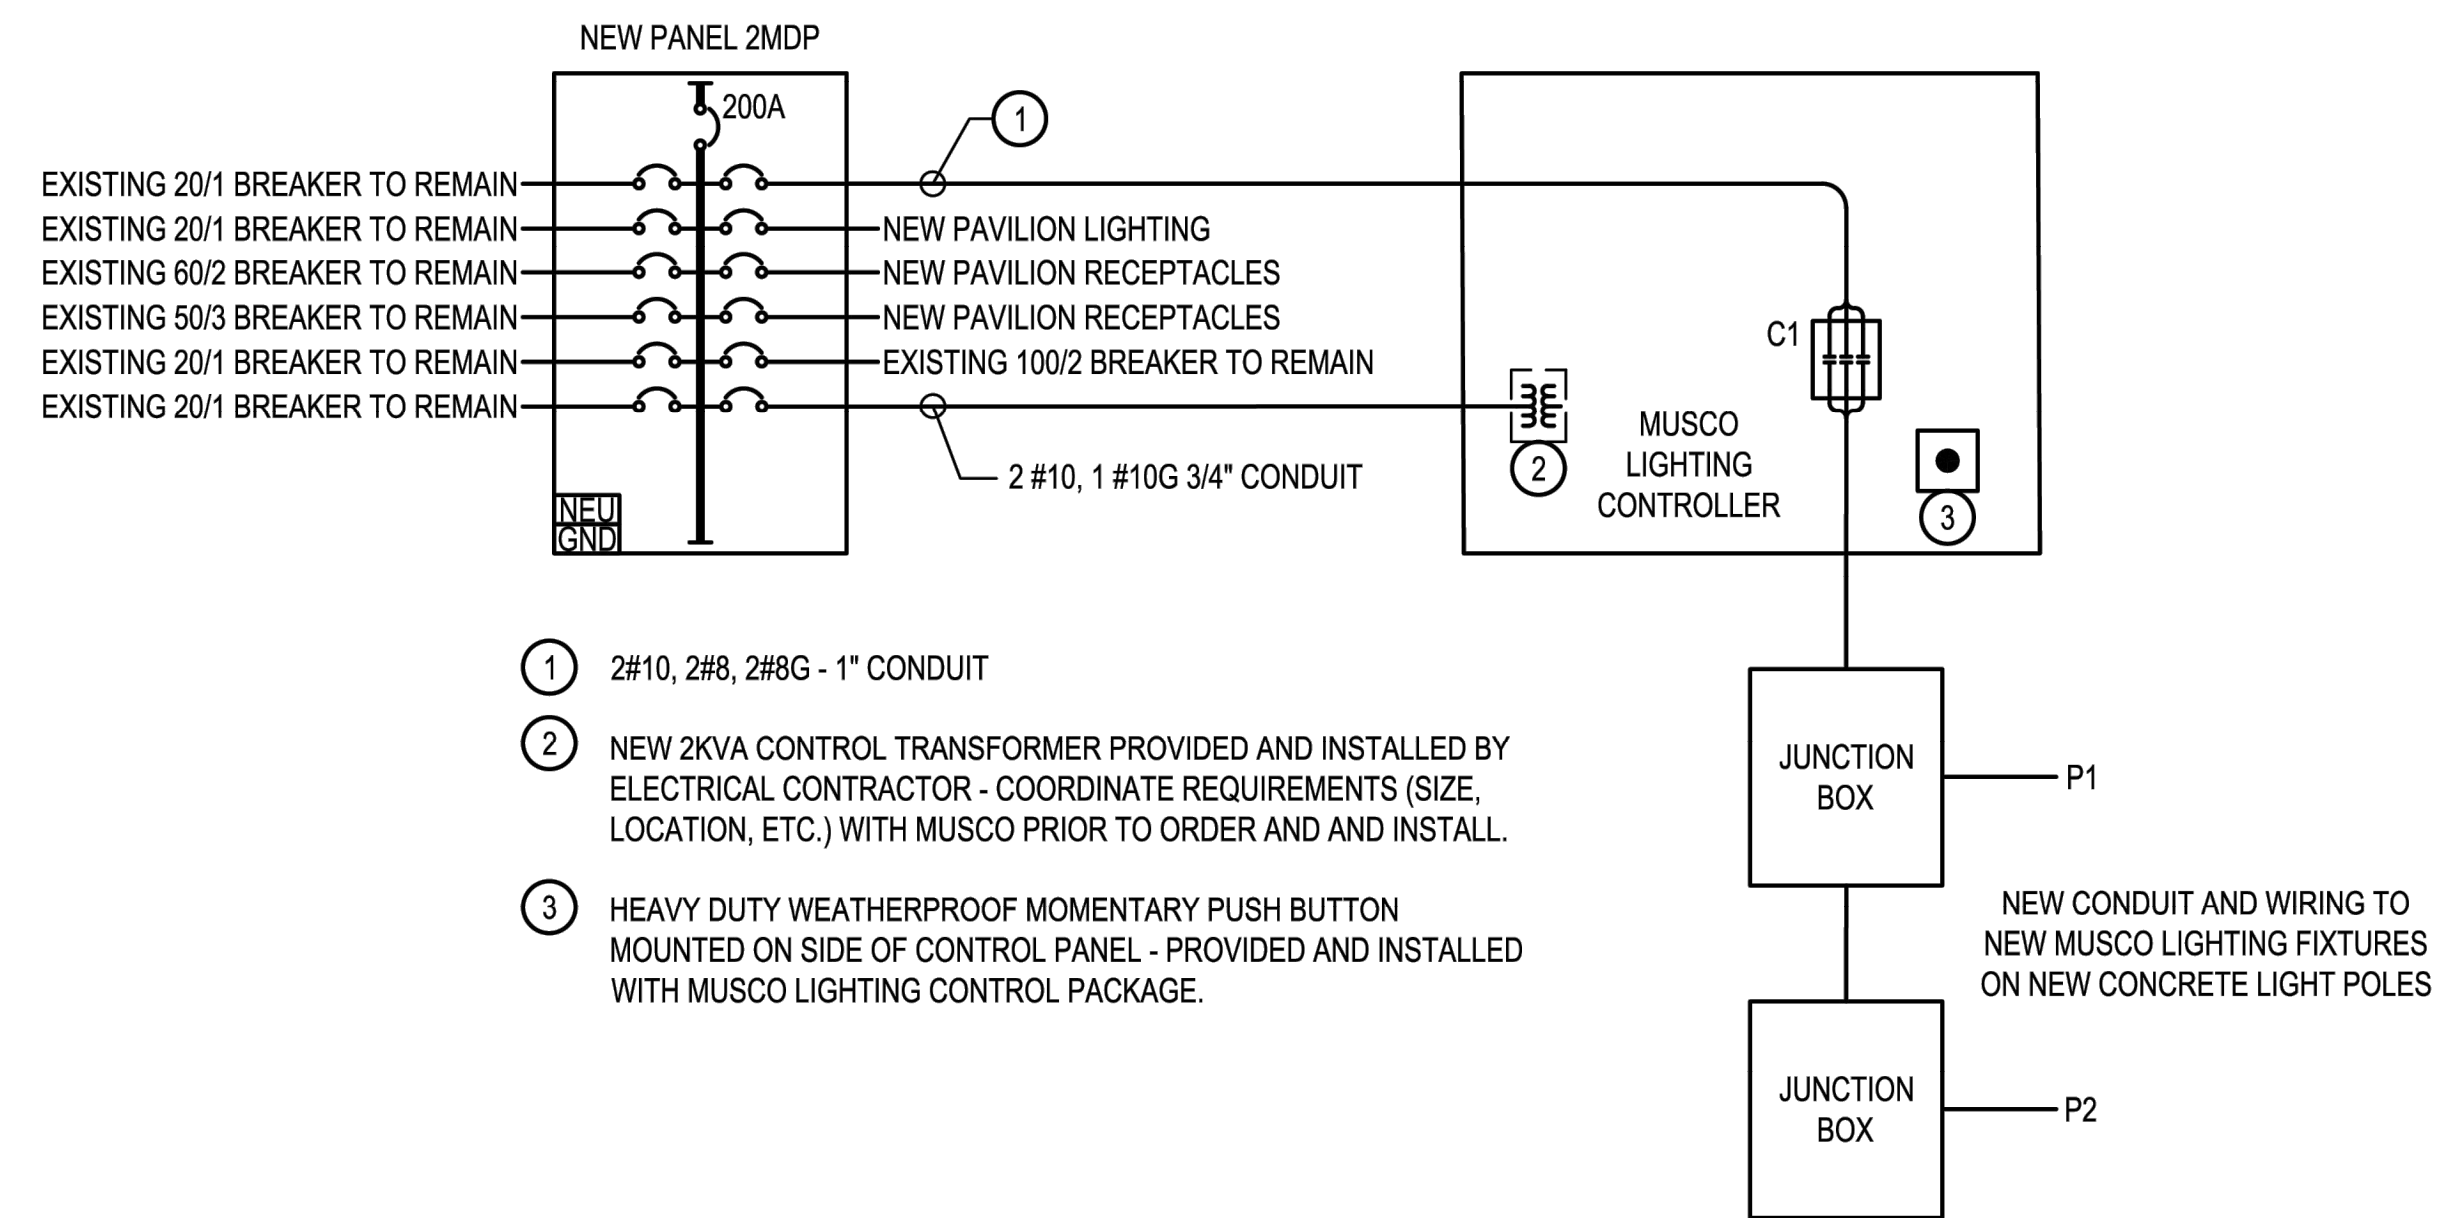 NEW PANEL 2MDP
200A
1
EXISTING 20/1 BREAKER TO REMAIN
EXISTING 20/1 BREAKER TO REMAIN
NEW PAVILION LIGHTING
EXISTING 60/2 BREAKER TO REMAIN
NEW PAVILION RECEPTACLES
EXISTING 50/3 BREAKER TO REMAIN
NEW PAVILION RECEPTACLES
EXISTING 20/1 BREAKER TO REMAIN
EXISTING 100/2 BREAKER TO REMAIN
EXISTING 20/1 BREAKER TO REMAIN
2 #10, 1 #10G 3/4" CONDUIT
NEU
GND
C1
MUSCO
LIGHTING
CONTROLLER
2
3
1 2#10, 2#8, 2#8G - 1" CONDUIT
2 NEW 2KVA CONTROL TRANSFORMER PROVIDED AND INSTALLED BY
ELECTRICAL CONTRACTOR - COORDINATE REQUIREMENTS (SIZE,
LOCATION, ETC.) WITH MUSCO PRIOR TO ORDER AND AND INSTALL.
3 HEAVY DUTY WEATHERPROOF MOMENTARY PUSH BUTTON
MOUNTED ON SIDE OF CONTROL PANEL - PROVIDED AND INSTALLED
WITH MUSCO LIGHTING CONTROL PACKAGE.
JUNCTION
BOX
P1
NEW CONDUIT AND WIRING TO
NEW MUSCO LIGHTING FIXTURES
ON NEW CONCRETE LIGHT POLES
JUNCTION
BOX
P2